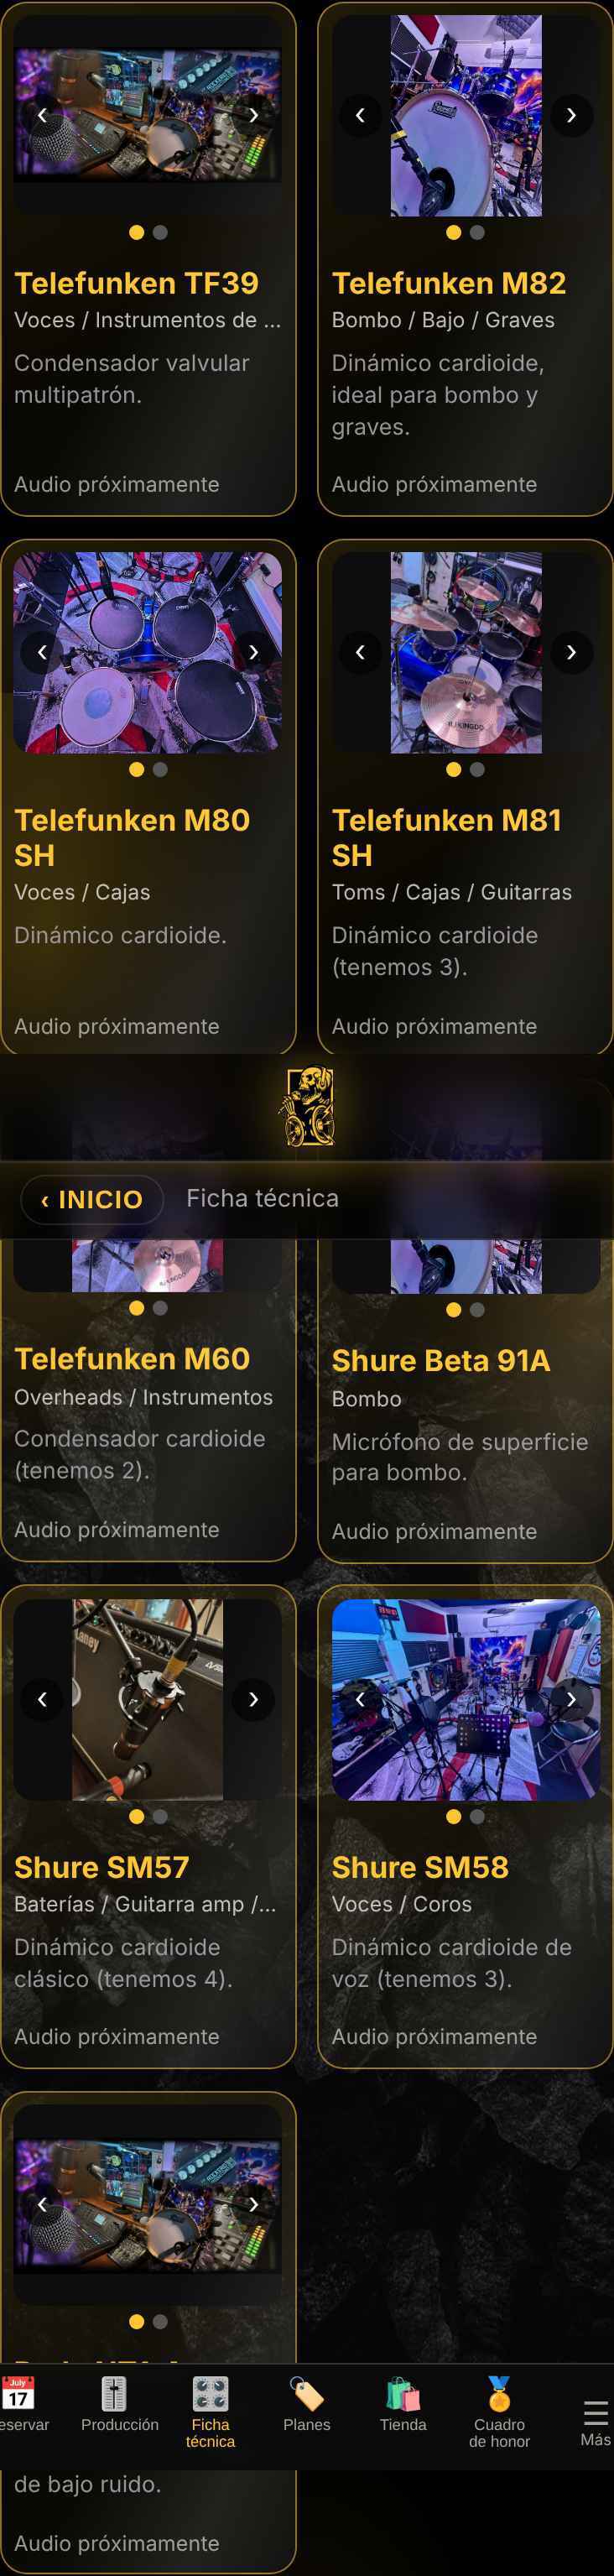 Telefunken TF39
Voces / Instrumentos de ...
Condensador valvular
multipatrón.
Audio próximamente
Telefunken M82
Bombo / Bajo / Graves
Dinámico cardioide,
ideal para bombo y
graves.
Audio próximamente
Telefunken M80
SH
Voces / Cajas
Dinámico cardioide.
Audio próximamente
Telefunken M81
SH
Toms / Cajas / Guitarras
Dinámico cardioide
(tenemos 3).
Audio próximamente
‹ INICIO
Ficha técnica
Telefunken M60
Overheads / Instrumentos
Condensador cardioide
(tenemos 2).
Audio próximamente
Shure Beta 91A
Bombo
Micrófono de superficie
para bombo.
Audio próximamente
Shure SM57
Baterías / Guitarra amp /...
Dinámico cardioide
clásico (tenemos 4).
Audio próximamente
Shure SM58
Voces / Coros
Dinámico cardioide de
voz (tenemos 3).
Audio próximamente
July
17
eservar
Producción
Ficha
técnica
Planes
Tienda
Cuadro
de honor
Más
de bajo ruido.
Audio próximamente